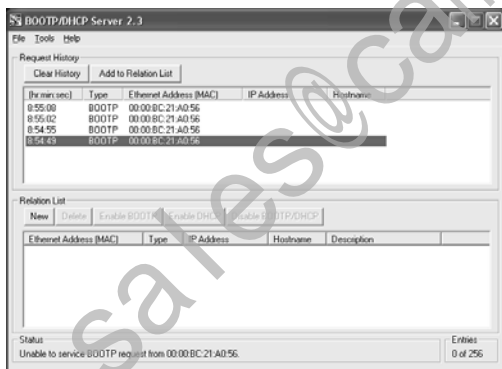 BOOTP/DHCP Server 2.3
File Tools Help
Request History
Clear History Add to Relation List
(hr:min:sec) Type Ethernet Address (MAC) IP Address Hostname
8:55:08 BOOTP 00:00:BC:21:A0:56
8:55:02 BOOTP 00:00:BC:21:A0:56
8:54:55 BOOTP 00:00:BC:21:A0:56
8:54:49 BOOTP 00:00:BC:21:A0:56
Relation List
New Delete Enable BOOTP Enable DHCP Disable BOOTP/DHCP
Ethernet Address (MAC) Type IP Address Hostname Description
Status
Unable to service BOOTP request from 00:00:BC:21:A0:56.
Entries
0 of 256
sales@ca